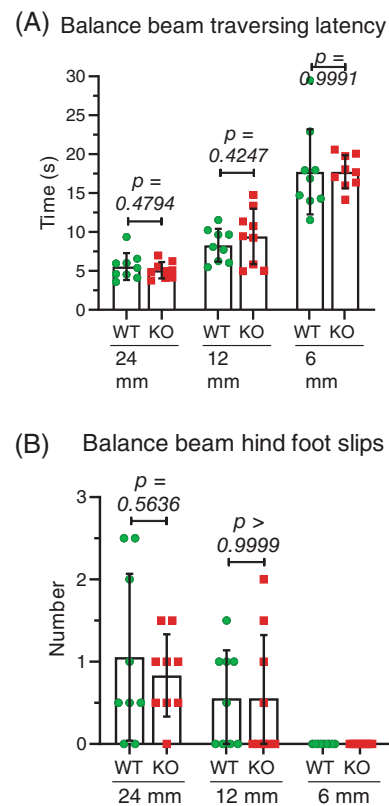 (A) Balance beam traversing latency
p =
0.9991
30
25
p =
0.4247
20
p =
0.4794
15
10
5
0
Time (s)
WT KO WT KO WT KO
24 12 6
mm mm mm
(B) Balance beam hind foot slips
p =
0.5636
p >
0.9999
3
2
1
0
Number
WT KO WT KO WT KO
24 mm 12 mm 6 mm